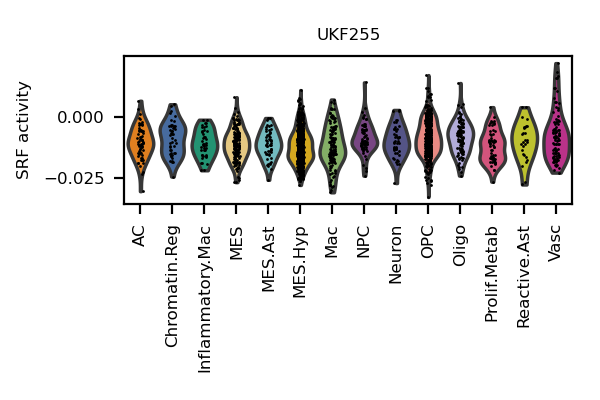 UKF255
SRF activity
0.000
−0.025
AC
Chromatin.Reg
Inflammatory.Mac
MES
MES.Ast
MES.Hyp
Mac
NPC
Neuron
OPC
Oligo
Prolif.Metab
Reactive.Ast
Vasc